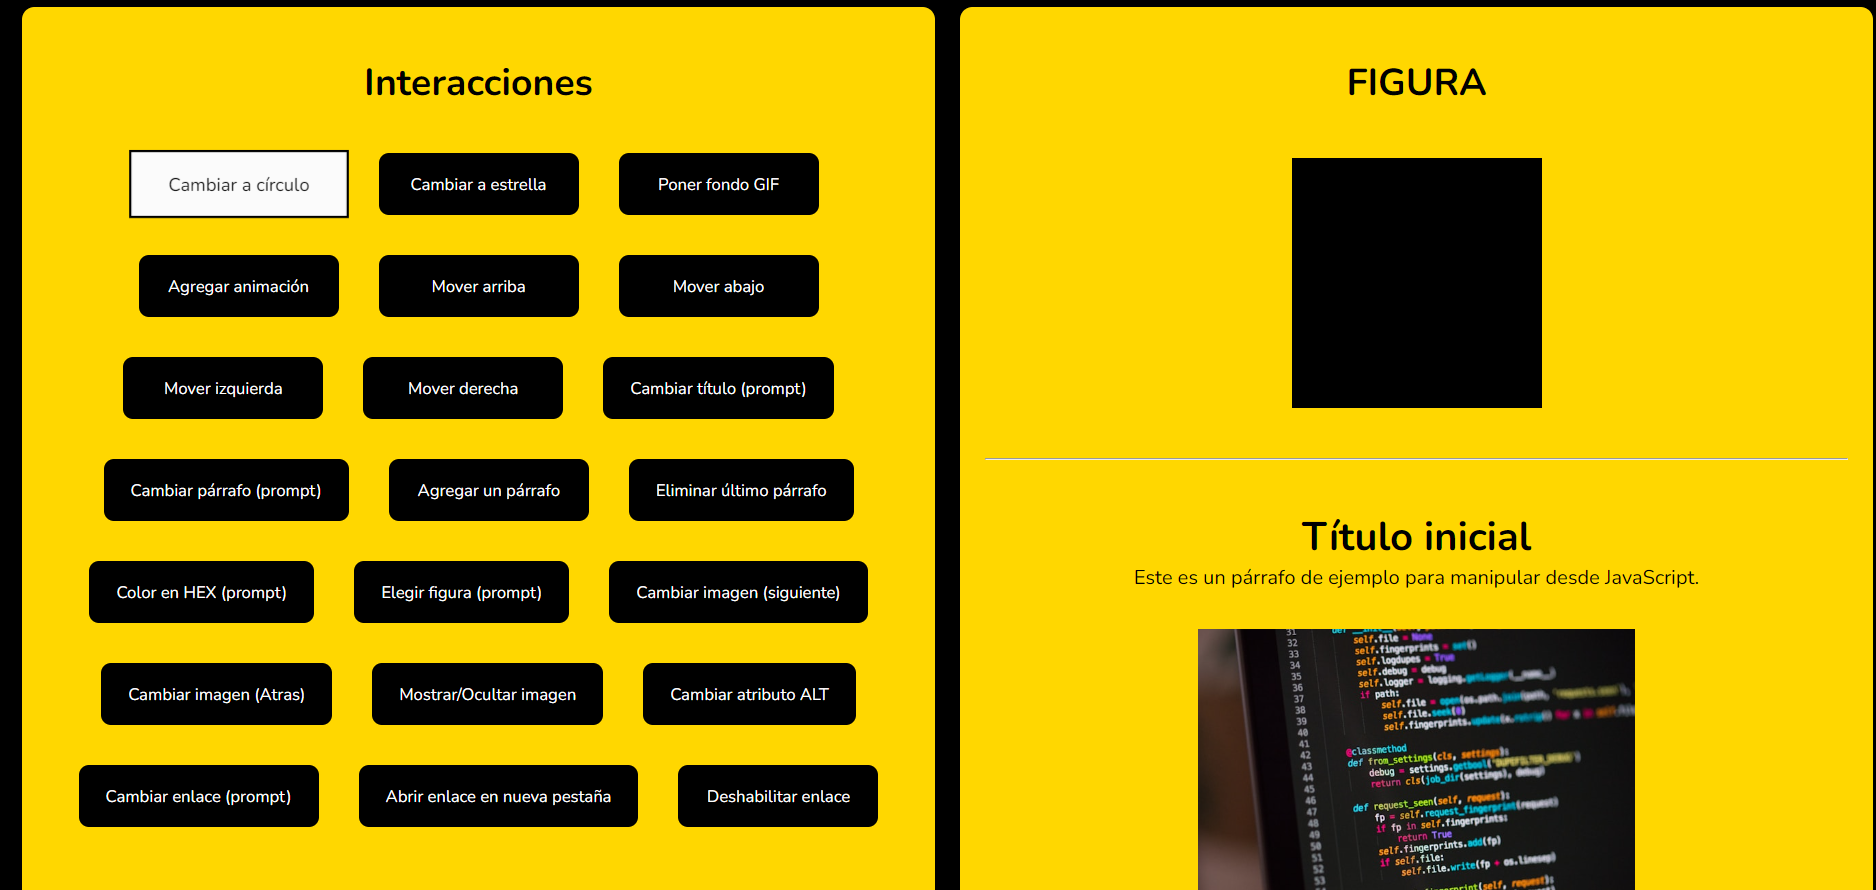 Interacciones
Cambiar a círculo
Cambiar a estrella
Poner fondo GIF
Agregar animación
Mover arriba
Mover abajo
Mover izquierda
Mover derecha
Cambiar título (prompt)
Cambiar párrafo (prompt)
Agregar un párrafo
Eliminar último párrafo
Color en HEX (prompt)
Elegir figura (prompt)
Cambiar imagen (siguiente)
Cambiar imagen (Atras)
Mostrar/Ocultar imagen
Cambiar atributo ALT
Cambiar enlace (prompt)
Abrir enlace en nueva pestaña
Deshabilitar enlace
FIGURA
Título inicial
Este es un párrafo de ejemplo para manipular desde JavaScript.
31
32 self.file = None
33 self.fingerprints = set()
34 self.logdupes = True
35 self.debug = debug
36 self.logger = logging.getLogger(__name__)
37 if path:
38 self.file = open(os.path.join(path,
39 self.file.seek(0)
40 self.fingerprints.update(
41
42 @classmethod
43 def from_settings(cls, settings):
44 debug = settings.getbool('DUPEFILTER_DEBUG')
45 return cls(job_dir(settings), debug)
46
47 def request_seen(self, request):
48 fp = self.request_fingerprint(request)
49 if fp in self.fingerprints:
50 return True
51 self.fingerprints.add(fp)
52 if self.file:
53 self.file.write(fp + os.linesep)
(self, request):